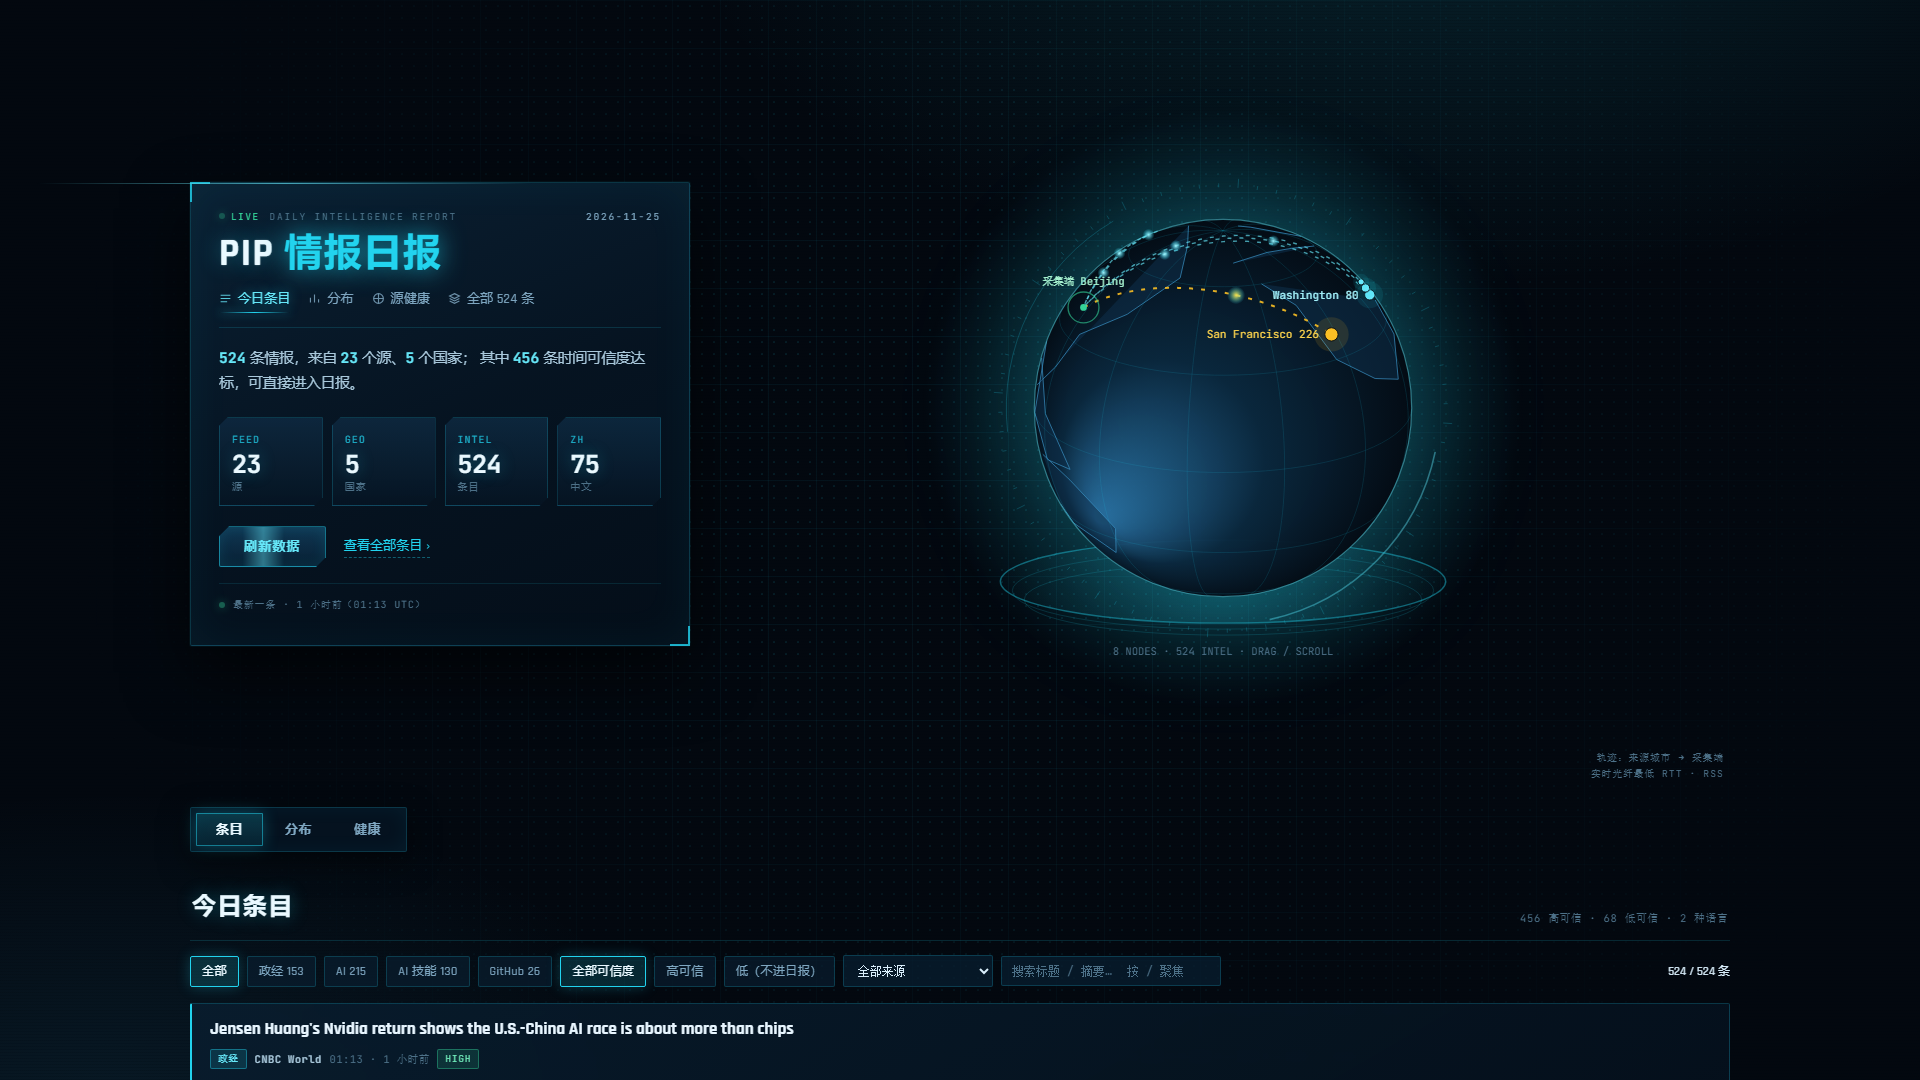 LIVE DAILY INTELLIGENCE REPORT 2026-11-25
PIP 情报日报
今日条目 分布 源健康 全部 524 条
524 条情报，来自 23 个源、5 个国家； 其中 456 条时间可信度达
标，可直接进入日报。
FEED GEO INTEL ZH
23 5 524 75
源 国家 条目 中文
刷新数据 查看全部条目 ›
最新一条 · 1 小时前 (01:13 UTC)
采集端 Beijing
Washington 80
San Francisco 226
8 NODES · 524 INTEL · DRAG / SCROLL
轨迹：来源城市 → 采集端
实时光纤最低 RTT · RSS
条目 分布 健康
今日条目
456 高可信 · 68 低可信 · 2 种语言
全部 政经 153 AI 215 AI 技能 130 GitHub 26 全部可信度 高可信 低（不进日报） 全部来源 搜索标题 / 摘要… 按 / 聚焦 524 / 524 条
Jensen Huang's Nvidia return shows the U.S.-China AI race is about more than chips
政经 CNBC World 01:13 · 1 小时前 HIGH